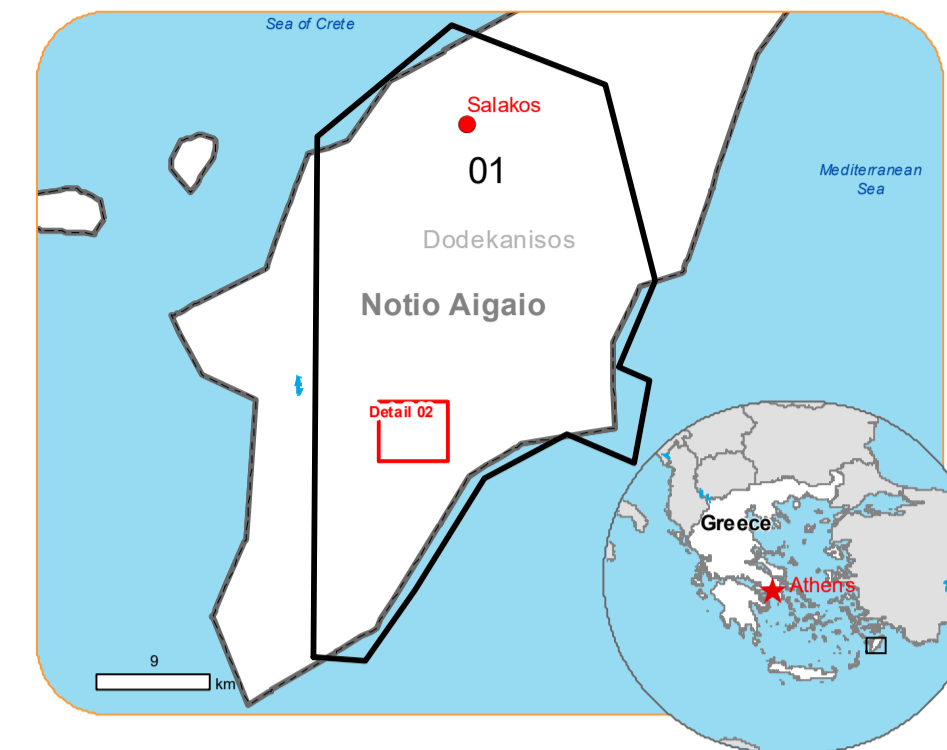 Sea of Crete
Salakos
01
Mediterranean
Sea
Dodekanisos
Notio Aigaio
Detail 02
Greece
Athens
9
km